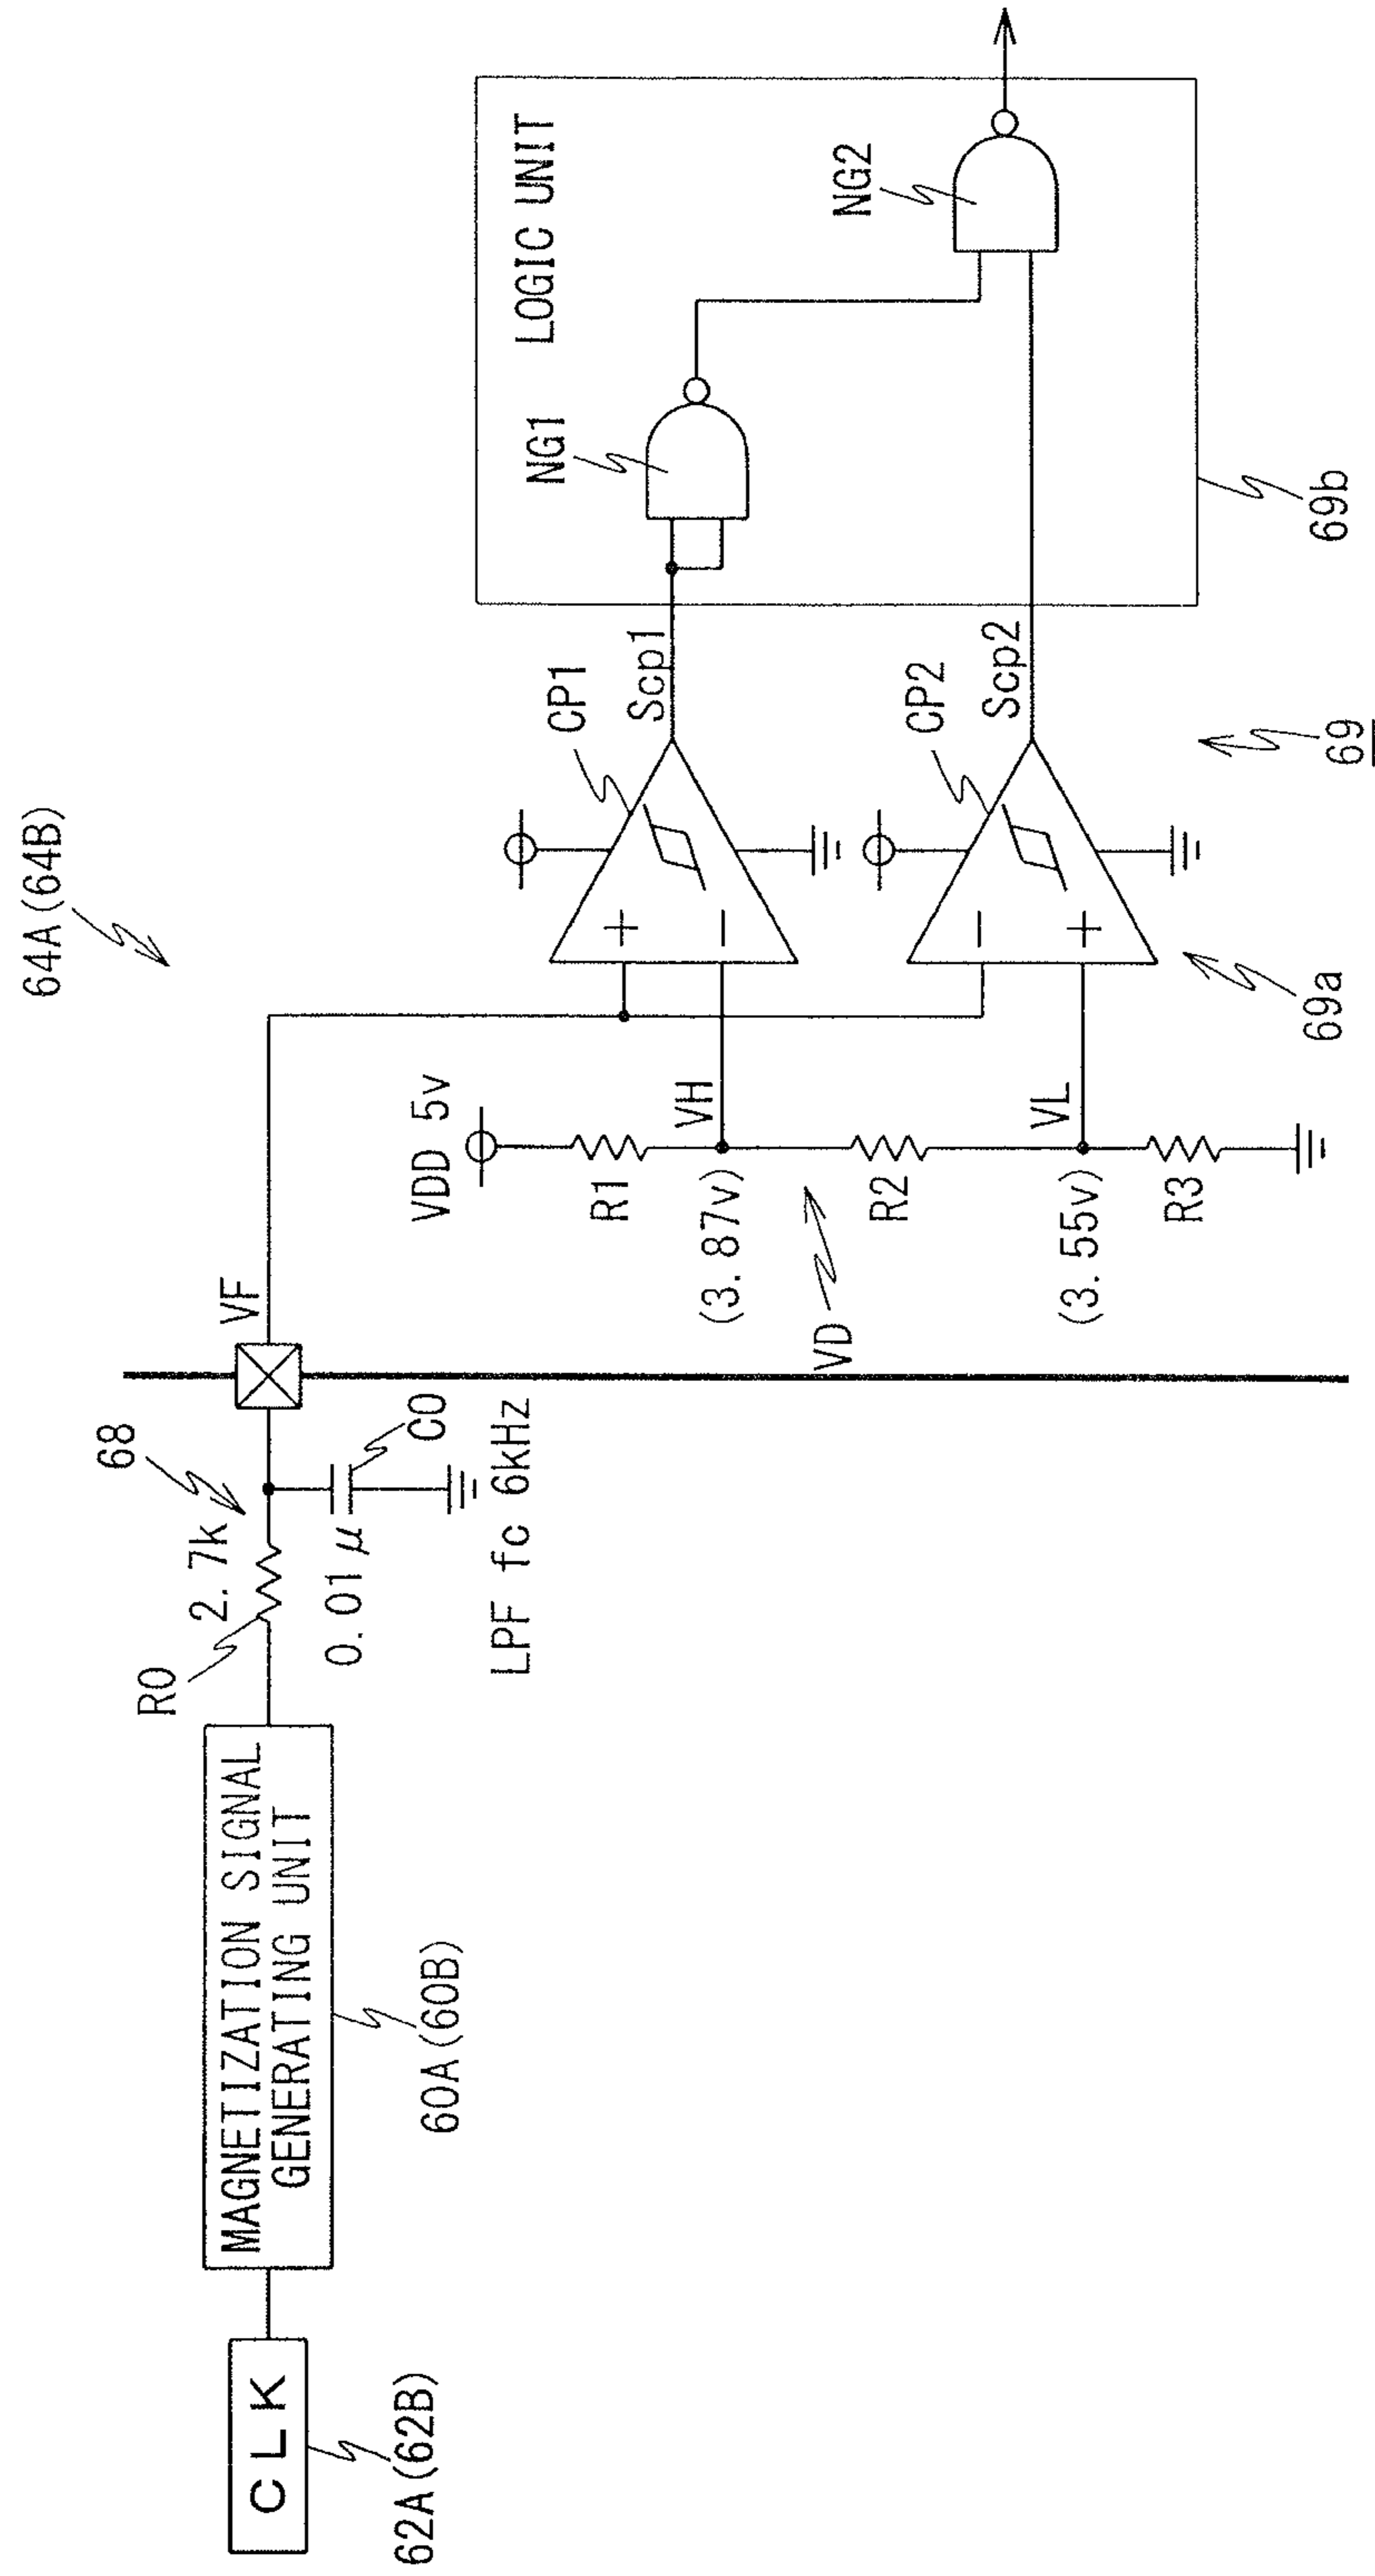 64A(64B)
CLK
62A(62B)
MAGNETIZATION SIGNAL
GENERATING UNIT
60A(60B)
R0
2.7k
68
0.01μ
C0
LPF fc 6kHz
VF
VDD 5v
R1
VH
(3.87v)
VD
R2
VL
(3.55v)
R3
+
−
CP1
Scp1
−
+
CP2
Scp2
69a
69
LOGIC UNIT
NG1
NG2
69b